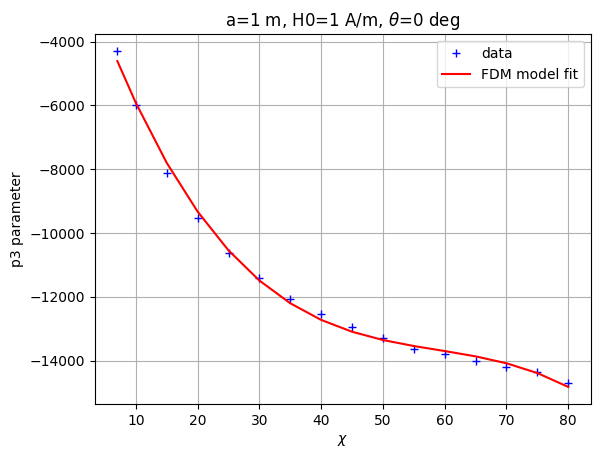 a=1 m, H0=1 A/m, θ=0 deg
data
FDM model fit
p3 parameter
−4000
−6000
−8000
−10000
−12000
−14000
10 20 30 40 50 60 70 80
χ